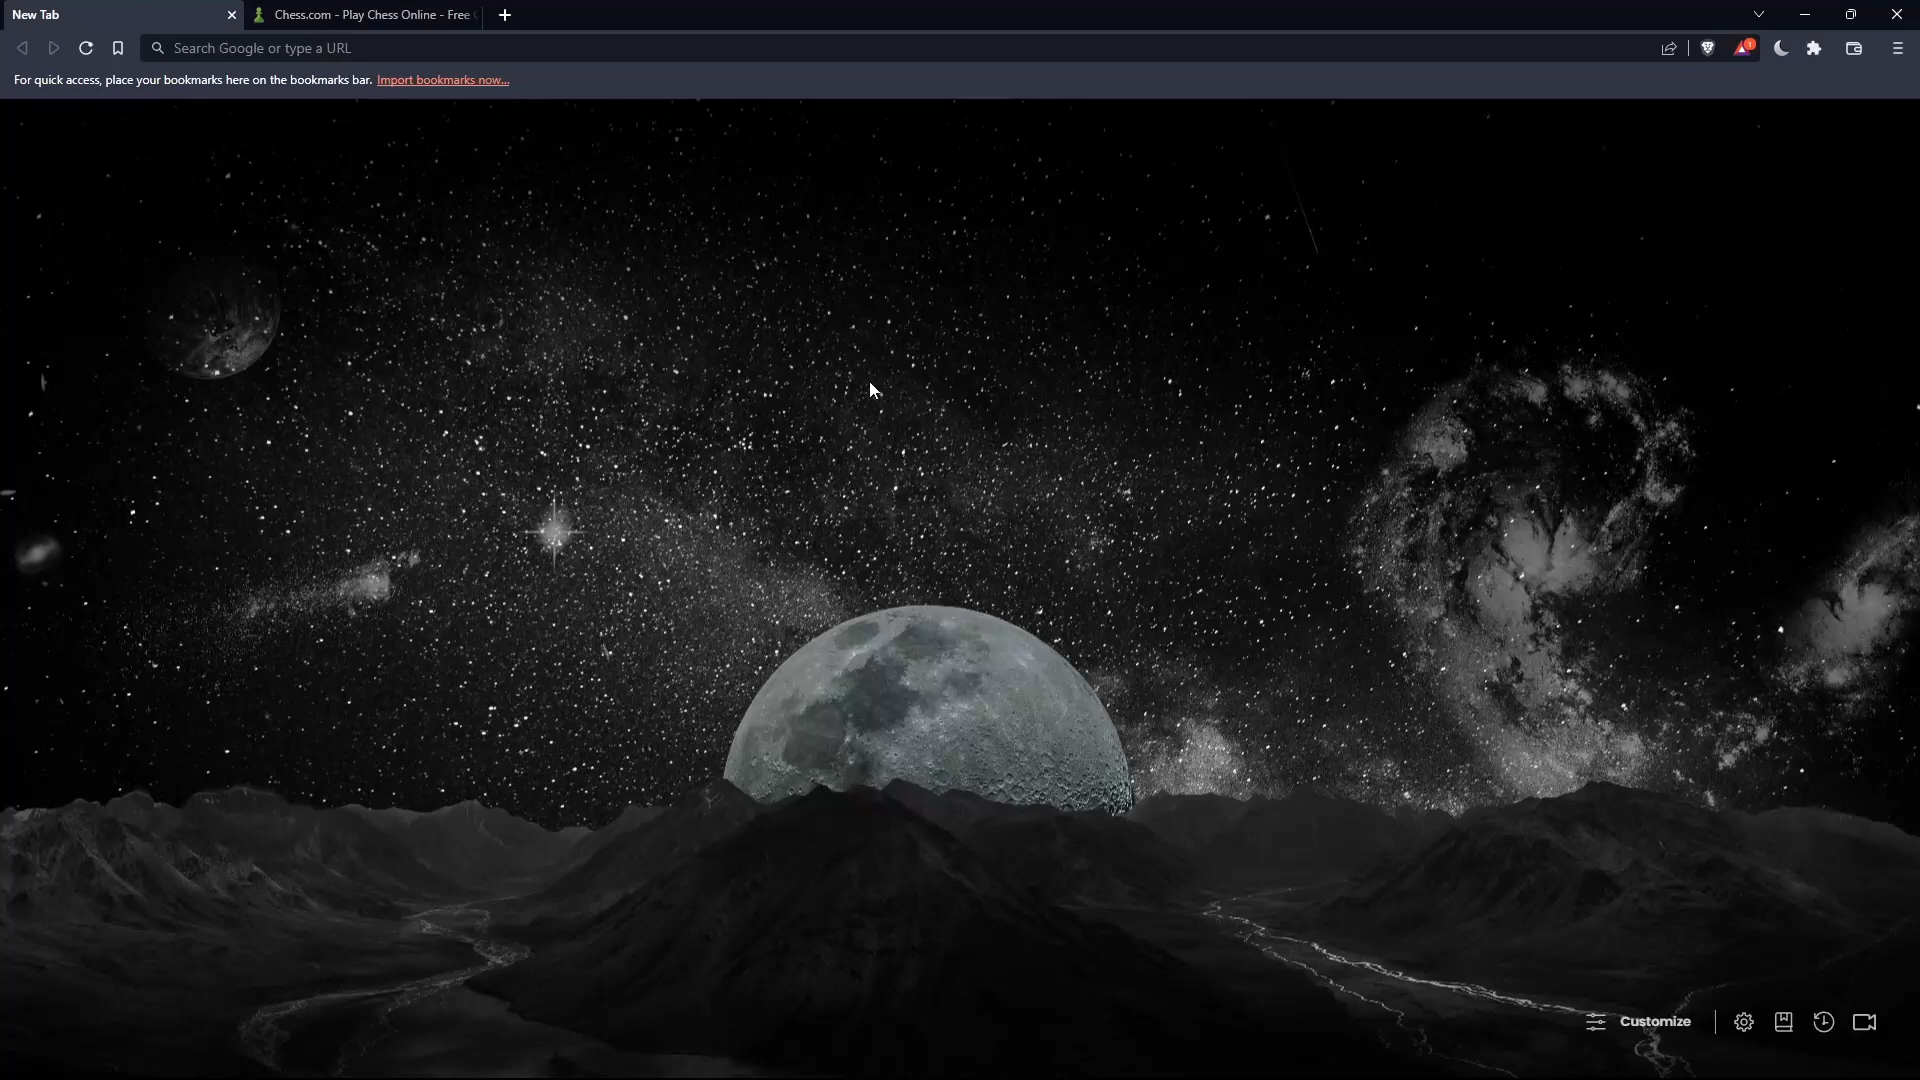 New Tab
Chess.com - Play Chess Online - Free
Search Google or type a URL
1
For quick access, place your bookmarks here on the bookmarks bar. Import bookmarks now...
Customize